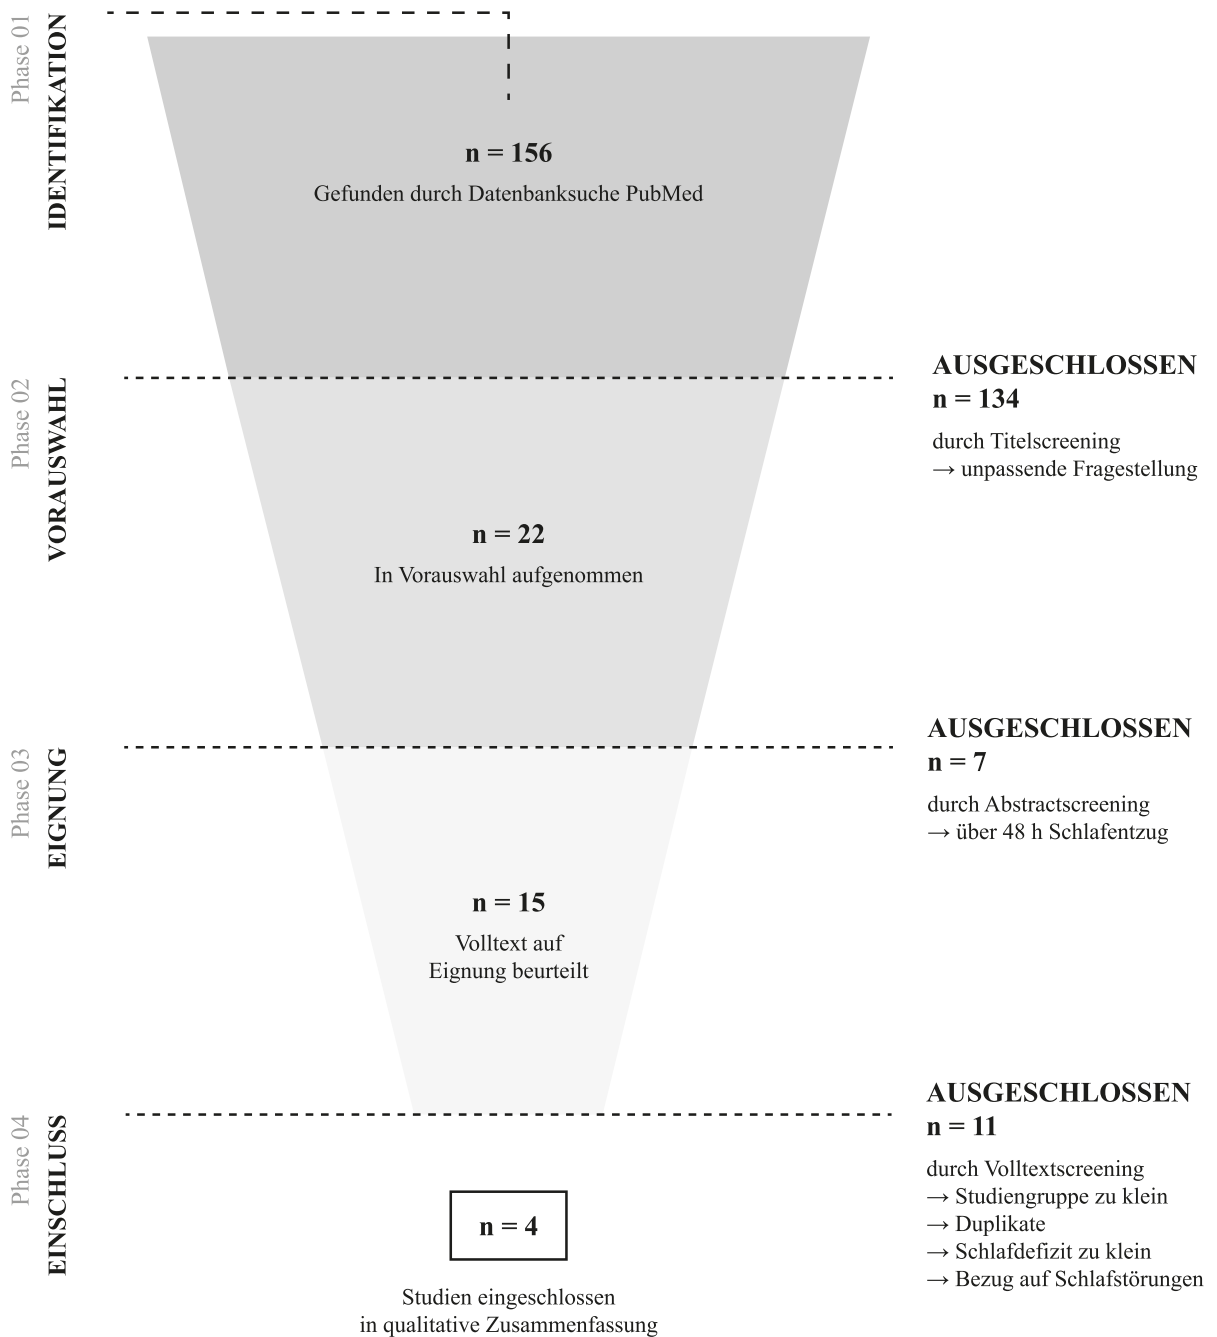 Phase 01
IDENTIFIKATION
n = 156
Gefunden durch Datenbanksuche PubMed
Phase 02
VORAUSWAHL
AUSGESCHLOSSEN
n = 134
durch Titelscreening
→ unpassende Fragestellung
n = 22
In Vorauswahl aufgenommen
Phase 03
EIGNUNG
AUSGESCHLOSSEN
n = 7
durch Abstractscreening
→ über 48 h Schlafentzug
n = 15
Volltext auf
Eignung beurteilt
Phase 04
EINSCHLUSS
AUSGESCHLOSSEN
n = 11
durch Volltextscreening
→ Studiengruppe zu klein
→ Duplikate
→ Schlafdefizit zu klein
→ Bezug auf Schlafstörungen
n = 4
Studien eingeschlossen
in qualitative Zusammenfassung